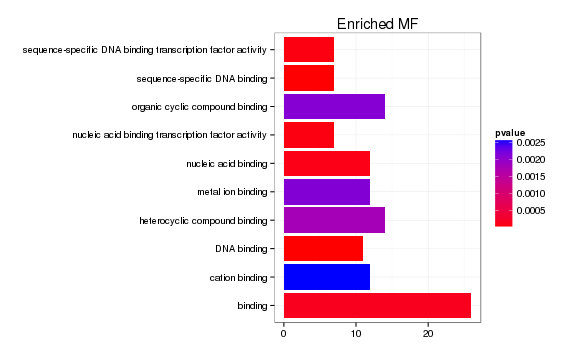 Enriched MF
sequence-specific DNA binding transcription factor activity
sequence-specific DNA binding
organic cyclic compound binding
nucleic acid binding transcription factor activity
nucleic acid binding
metal ion binding
heterocyclic compound binding
DNA binding
cation binding
binding
0 10 20
pvalue
0.0025
0.0020
0.0015
0.0010
0.0005